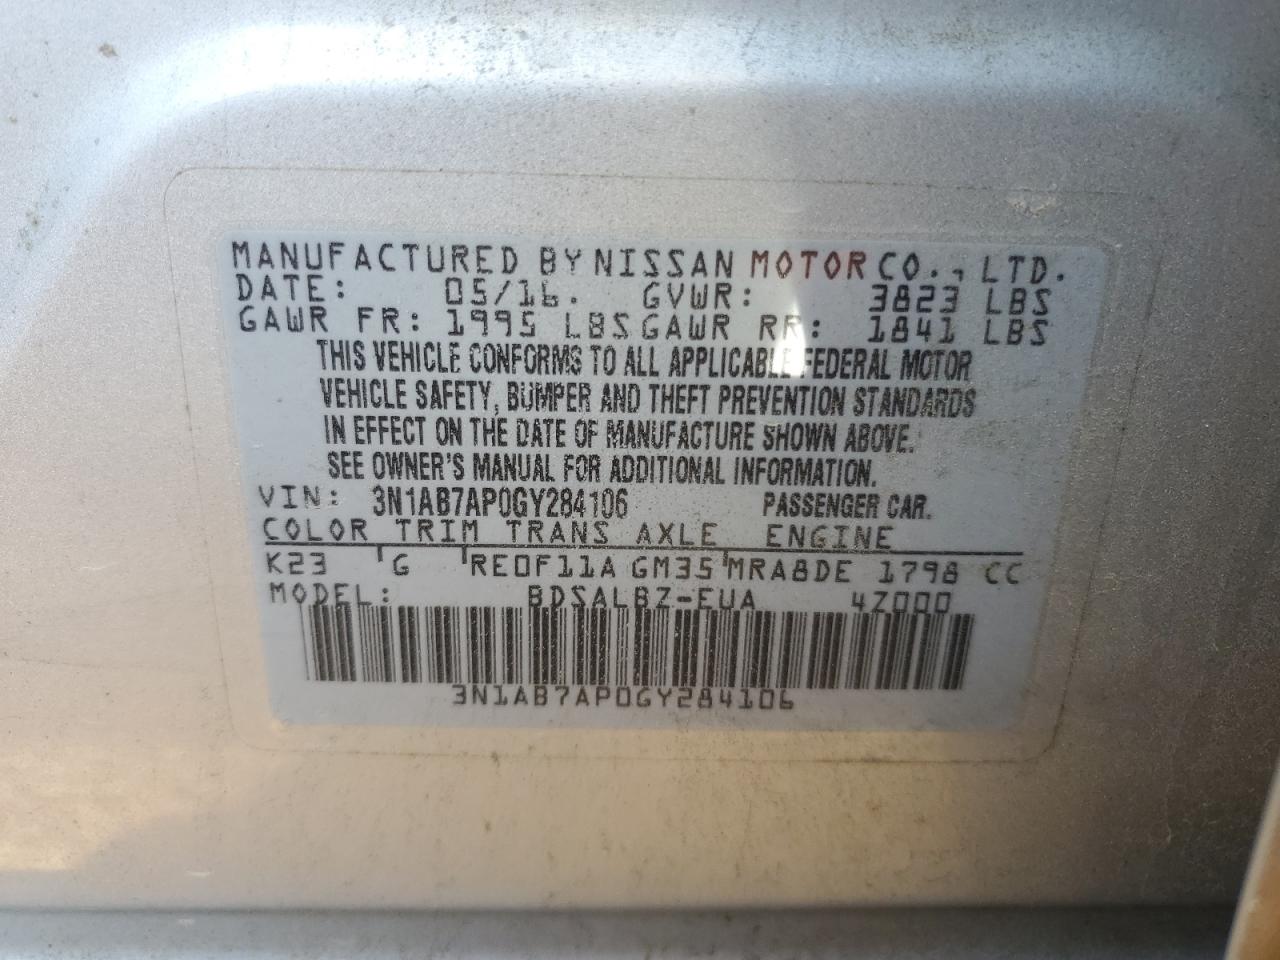 MANUFACTURED BY NISSAN MOTOR CO., LTD.
DATE: 05/16. GVWR: 3823 LBS
GAWR FR: 1995 LBS GAWR RR: 1841 LBS
THIS VEHICLE CONFORMS TO ALL APPLICABLE FEDERAL MOTOR
VEHICLE SAFETY, BUMPER AND THEFT PREVENTION STANDARDS
IN EFFECT ON THE DATE OF MANUFACTURE SHOWN ABOVE.
SEE OWNER'S MANUAL FOR ADDITIONAL INFORMATION.
VIN: 3N1AB7AP0GY284106 PASSENGER CAR.
COLOR TRIM TRANS AXLE ENGINE
K23 G RE0F11A GM35 MRA8DE 1798 CC
MODEL: BDSALBZ-EUA 4Z000
3N1AB7AP0GY284106